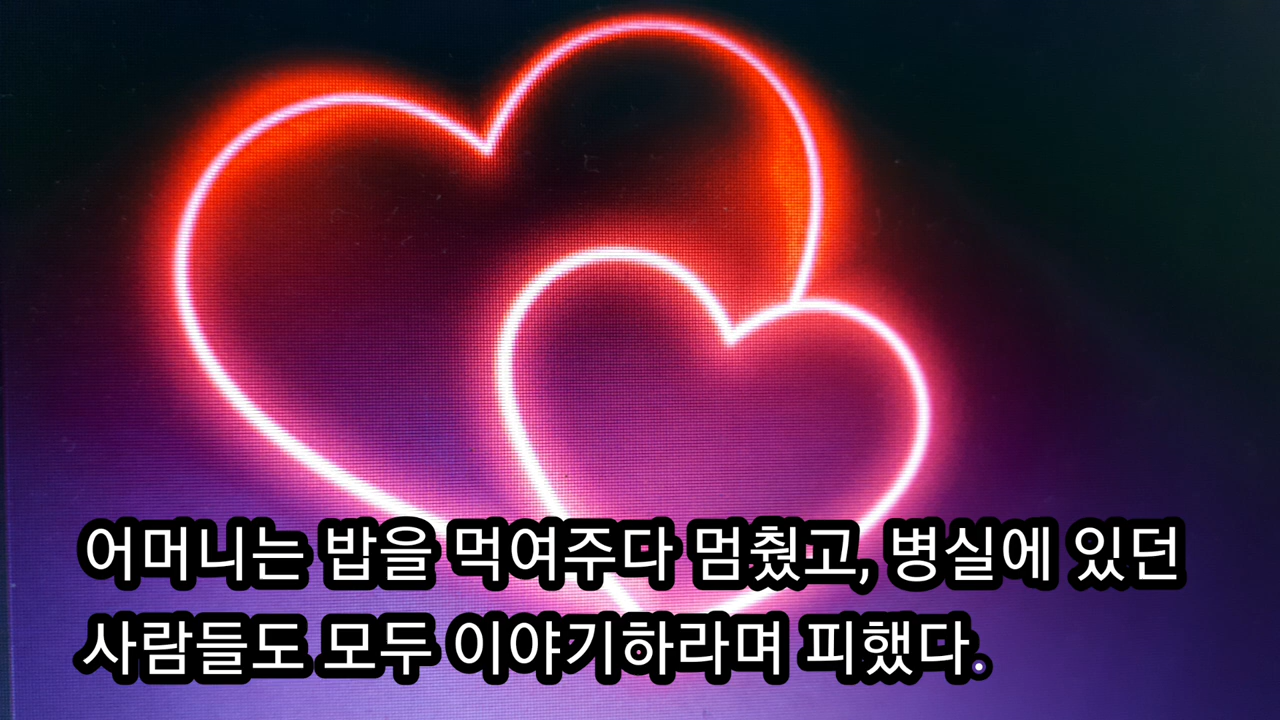 어머니는 밥을 먹여주다 멈췄고, 병실에 있던
사람들도 모두 이야기하라며 피했다.